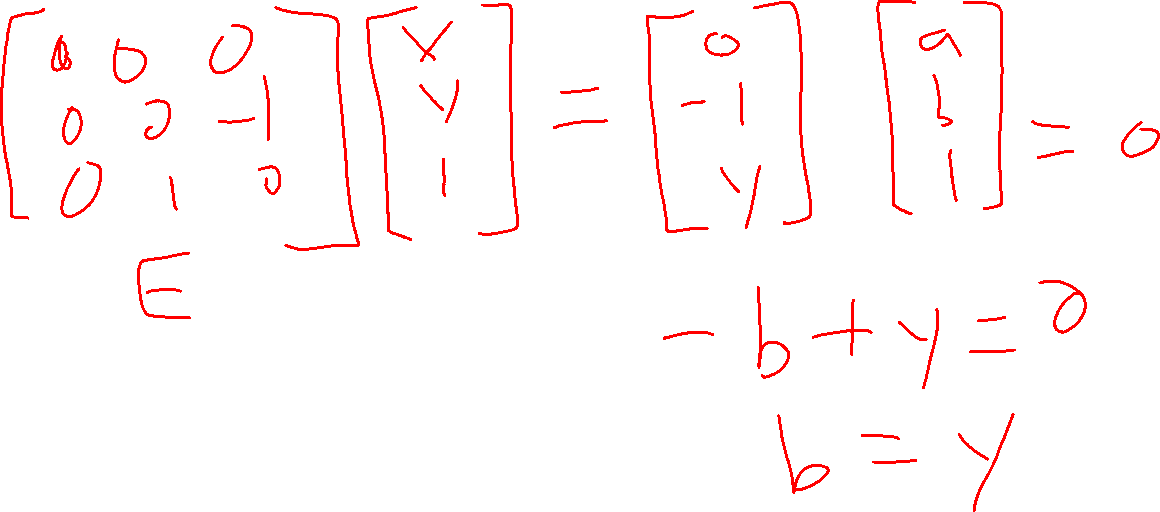 [0 0 0] [x] = [0] [a] = 0
[0 0 -1] [y] [-1] [b]
[0 1 0] [1] [y] [1]
E
-b + y = 0
b = y